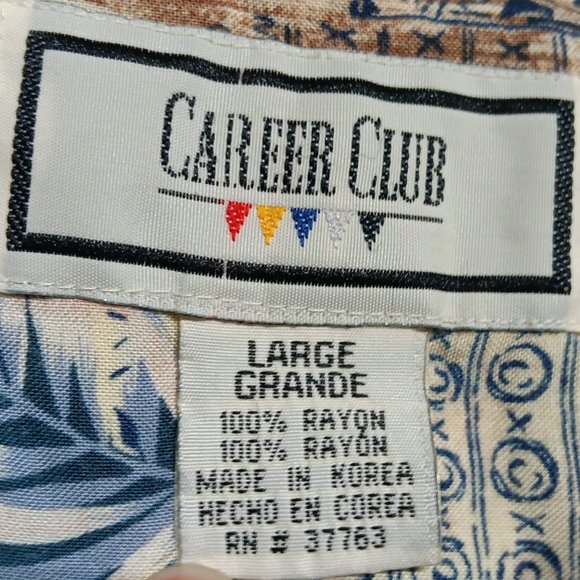 CAREER CLUB
LARGE
GRANDE
100% RAYON
100% RAYON
MADE IN KOREA
HECHO EN COREA
RN # 37763